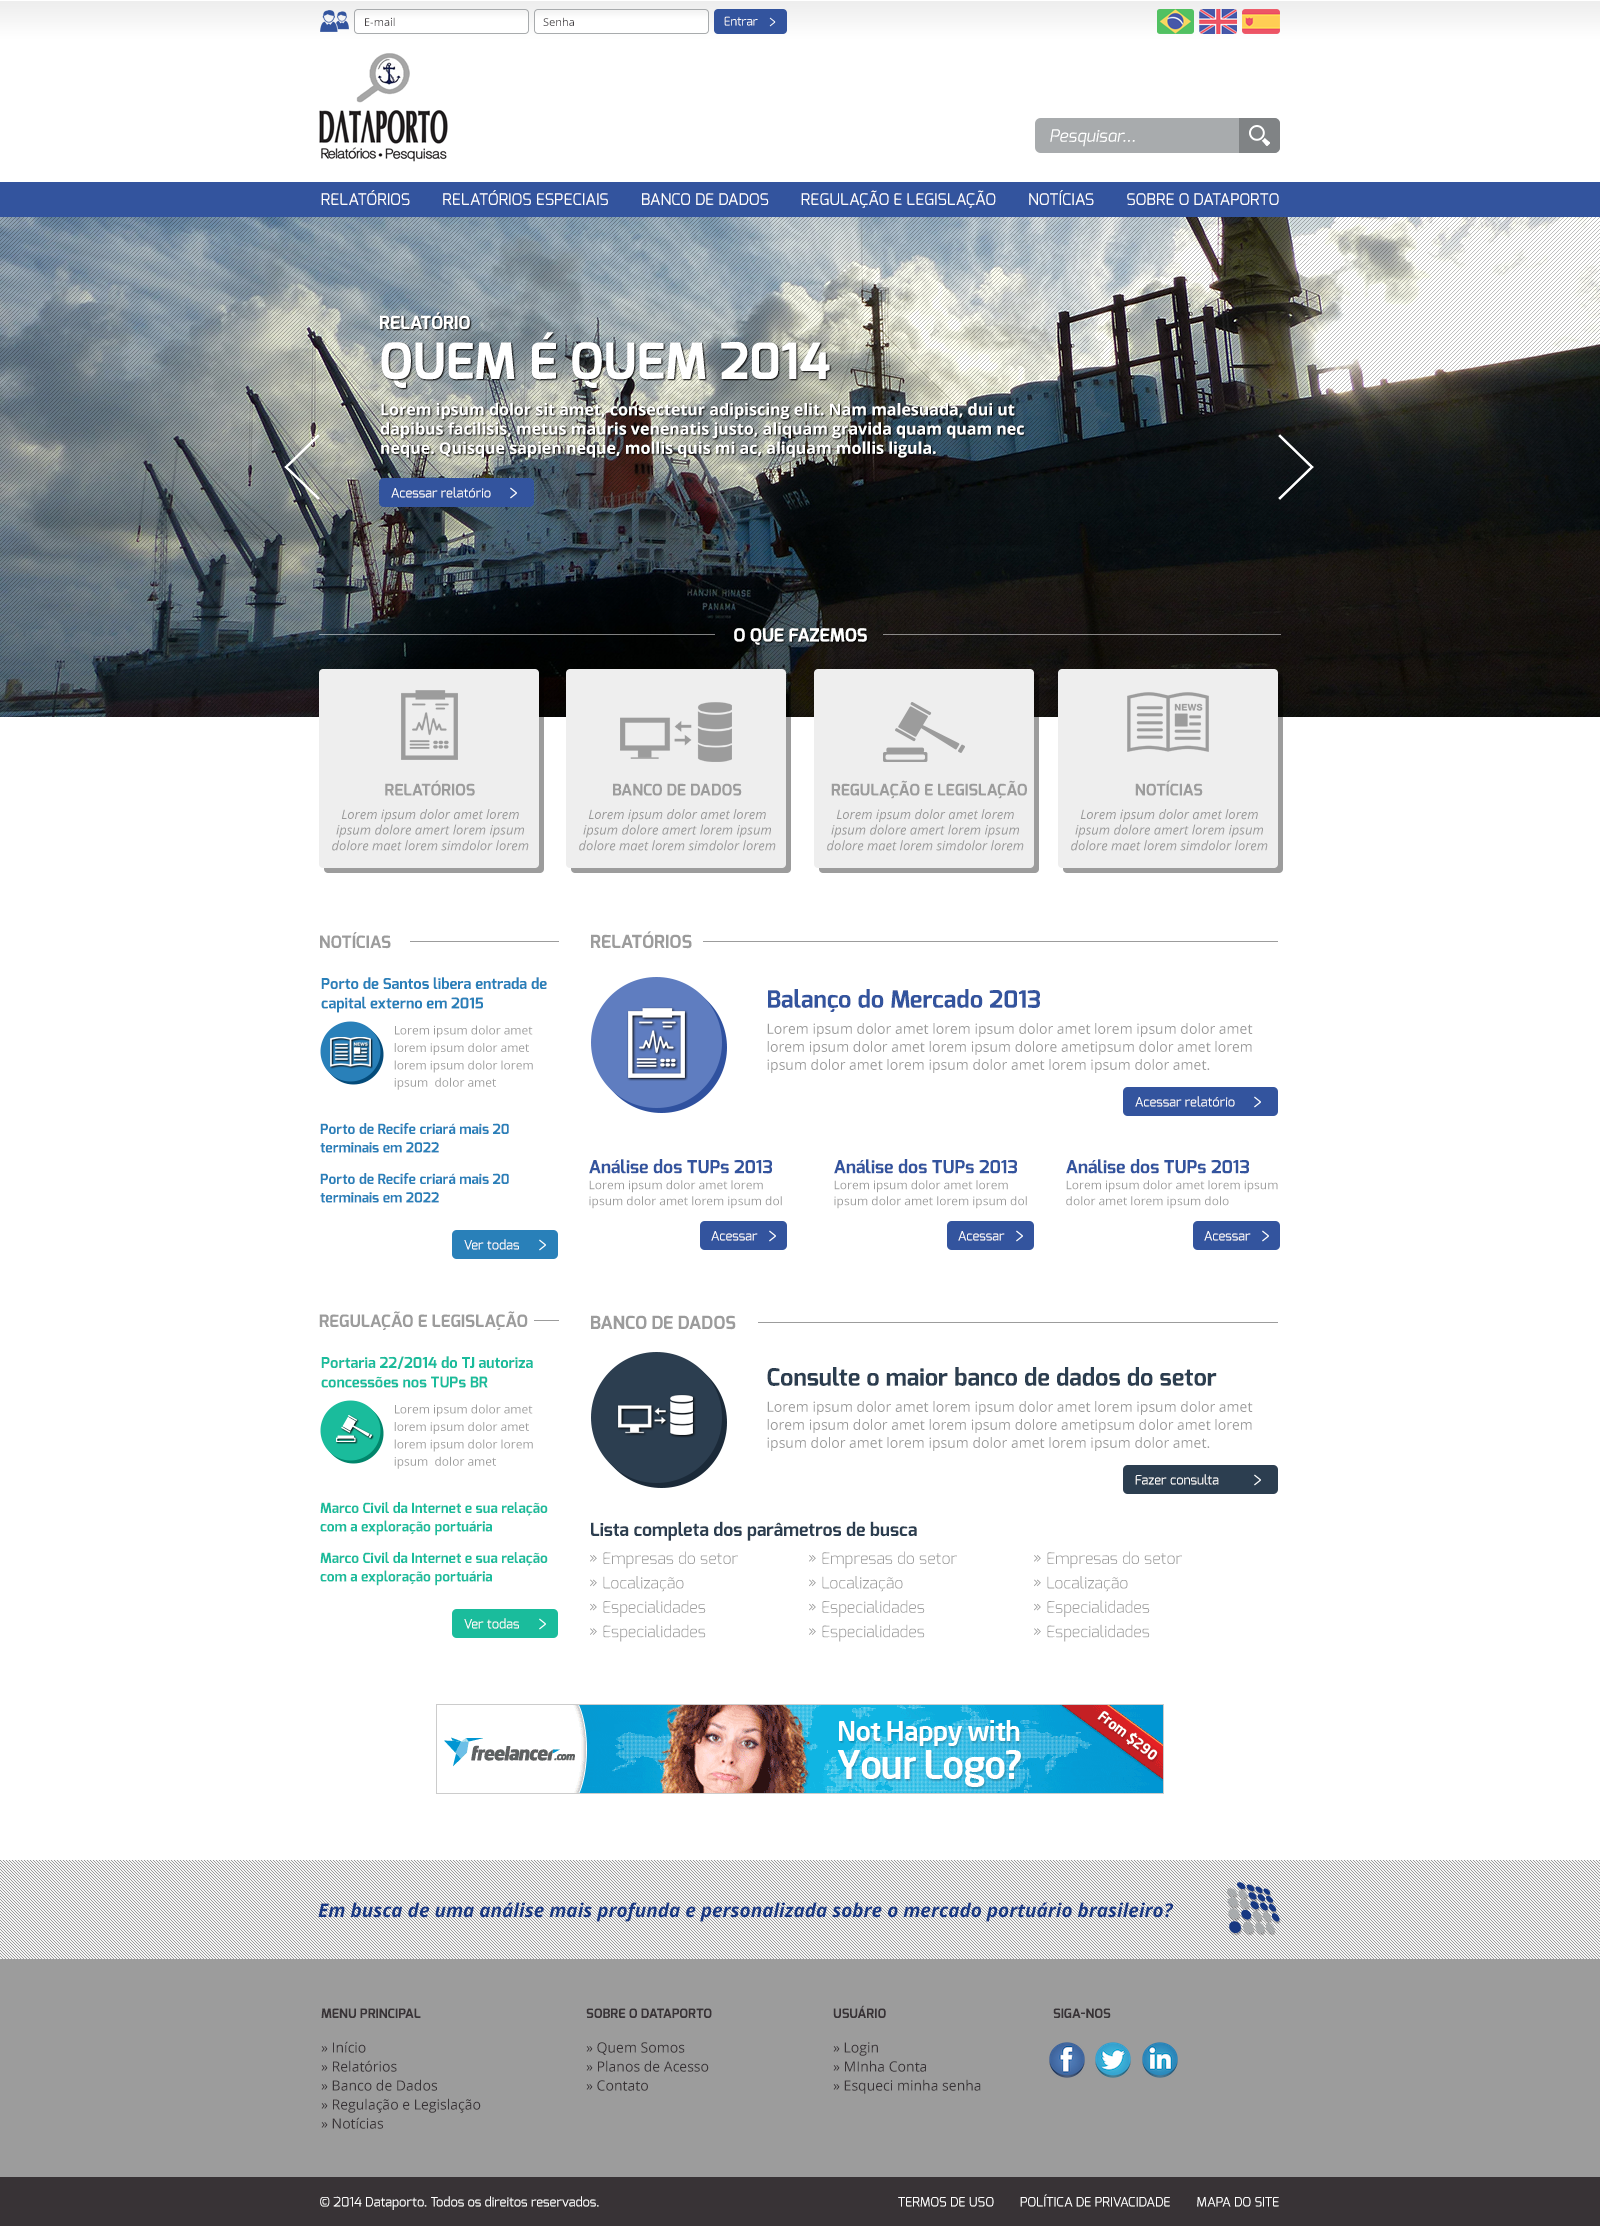 E-mail
Senha
Entrar
DATAPORTO
Relatórios • Pesquisas
Pesquisar...
RELATÓRIOS
RELATÓRIOS ESPECIAIS
BANCO DE DADOS
REGULAÇÃO E LEGISLAÇÃO
NOTÍCIAS
SOBRE O DATAPORTO
RELATÓRIO
QUEM É QUEM 2014
Lorem ipsum dolor sit amet, consectetur adipiscing elit. Nam malesuada, dui ut
dapibus facilisis, metus mauris venenatis justo, aliquam gravida quam quam nec
neque. Quisque sapien neque, mollis quis mi ac, aliquam mollis ligula.
Acessar relatório
HERA
HANJIN HINASE
PANAMA
O QUE FAZEMOS
RELATÓRIOS
Lorem ipsum dolor amet lorem
ipsum dolore amert lorem ipsum
dolore maet lorem simdolor lorem
BANCO DE DADOS
Lorem ipsum dolor amet lorem
ipsum dolore amert lorem ipsum
dolore maet lorem simdolor lorem
REGULAÇÃO E LEGISLAÇÃO
Lorem ipsum dolor amet lorem
ipsum dolore amert lorem ipsum
dolore maet lorem simdolor lorem
NEWS
NOTÍCIAS
Lorem ipsum dolor amet lorem
ipsum dolore amert lorem ipsum
dolore maet lorem simdolor lorem
NOTÍCIAS
Porto de Santos libera entrada de
capital externo em 2015
NEWS
Lorem ipsum dolor amet
lorem ipsum dolor amet
lorem ipsum dolor lorem
ipsum dolor amet
Porto de Recife criará mais 20
terminais em 2022
Porto de Recife criará mais 20
terminais em 2022
Ver todas
RELATÓRIOS
Balanço do Mercado 2013
Lorem ipsum dolor amet lorem ipsum dolor amet lorem ipsum dolor amet
lorem ipsum dolor amet lorem ipsum dolore ametipsum dolor amet lorem
ipsum dolor amet lorem ipsum dolor amet lorem ipsum dolor amet.
Acessar relatório
Análise dos TUPs 2013
Lorem ipsum dolor amet lorem
ipsum dolor amet lorem ipsum dol
Acessar
Análise dos TUPs 2013
Lorem ipsum dolor amet lorem
ipsum dolor amet lorem ipsum dol
Acessar
Análise dos TUPs 2013
Lorem ipsum dolor amet lorem ipsum
dolor amet lorem ipsum dolo
Acessar
REGULAÇÃO E LEGISLAÇÃO
Portaria 22/2014 do TJ autoriza
concessões nos TUPs BR
Lorem ipsum dolor amet
lorem ipsum dolor amet
lorem ipsum dolor lorem
ipsum dolor amet
Marco Civil da Internet e sua relação
com a exploração portuária
Marco Civil da Internet e sua relação
com a exploração portuária
Ver todas
BANCO DE DADOS
Consulte o maior banco de dados do setor
Lorem ipsum dolor amet lorem ipsum dolor amet lorem ipsum dolor amet
lorem ipsum dolor amet lorem ipsum dolore ametipsum dolor amet lorem
ipsum dolor amet lorem ipsum dolor amet lorem ipsum dolor amet.
Fazer consulta
Lista completa dos parâmetros de busca
» Empresas do setor
» Localização
» Especialidades
» Especialidades
» Empresas do setor
» Localização
» Especialidades
» Especialidades
» Empresas do setor
» Localização
» Especialidades
» Especialidades
freelancer.com
Not Happy with
Your Logo?
From $290
Em busca de uma análise mais profunda e personalizada sobre o mercado portuário brasileiro?
MENU PRINCIPAL
» Início
» Relatórios
» Banco de Dados
» Regulação e Legislação
» Notícias
SOBRE O DATAPORTO
» Quem Somos
» Planos de Acesso
» Contato
USUÁRIO
» Login
» MInha Conta
» Esqueci minha senha
SIGA-NOS
f
in
© 2014 Dataporto. Todos os direitos reservados.
TERMOS DE USO
POLÍTICA DE PRIVACIDADE
MAPA DO SITE